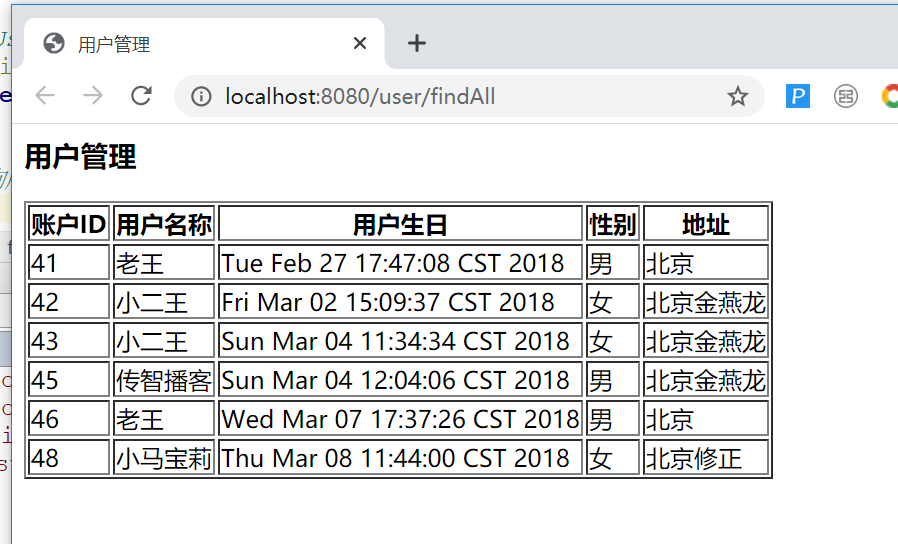 用户管理
localhost:8080/user/findAll
P
用户管理
账户ID 用户名称 用户生日 性别 地址
41 老王 Tue Feb 27 17:47:08 CST 2018 男 北京
42 小二王 Fri Mar 02 15:09:37 CST 2018 女 北京金燕龙
43 小二王 Sun Mar 04 11:34:34 CST 2018 女 北京金燕龙
45 传智播客 Sun Mar 04 12:04:06 CST 2018 男 北京金燕龙
46 老王 Wed Mar 07 17:37:26 CST 2018 男 北京
48 小马宝莉 Thu Mar 08 11:44:00 CST 2018 女 北京修正